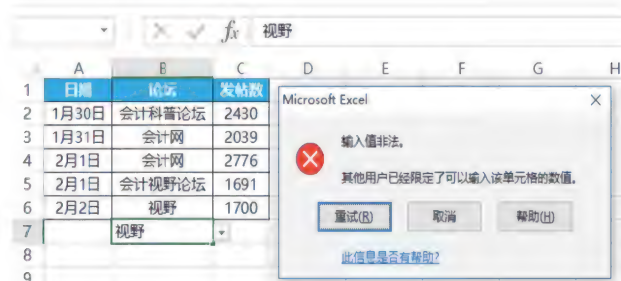 fx 视野
A B C D E F G H
1 日期 论坛 发帖数
2 1月30日 会计科普论坛 2430
3 1月31日 会计网 2039
4 2月1日 会计网 2776
5 2月1日 会计视野论坛 1691
6 2月2日 视野 1700
7 视野
8
9
Microsoft Excel
输入值非法。
其他用户已经限定了可以输入该单元格的数值。
重试(R) 取消 帮助(H)
此信息是否有帮助?